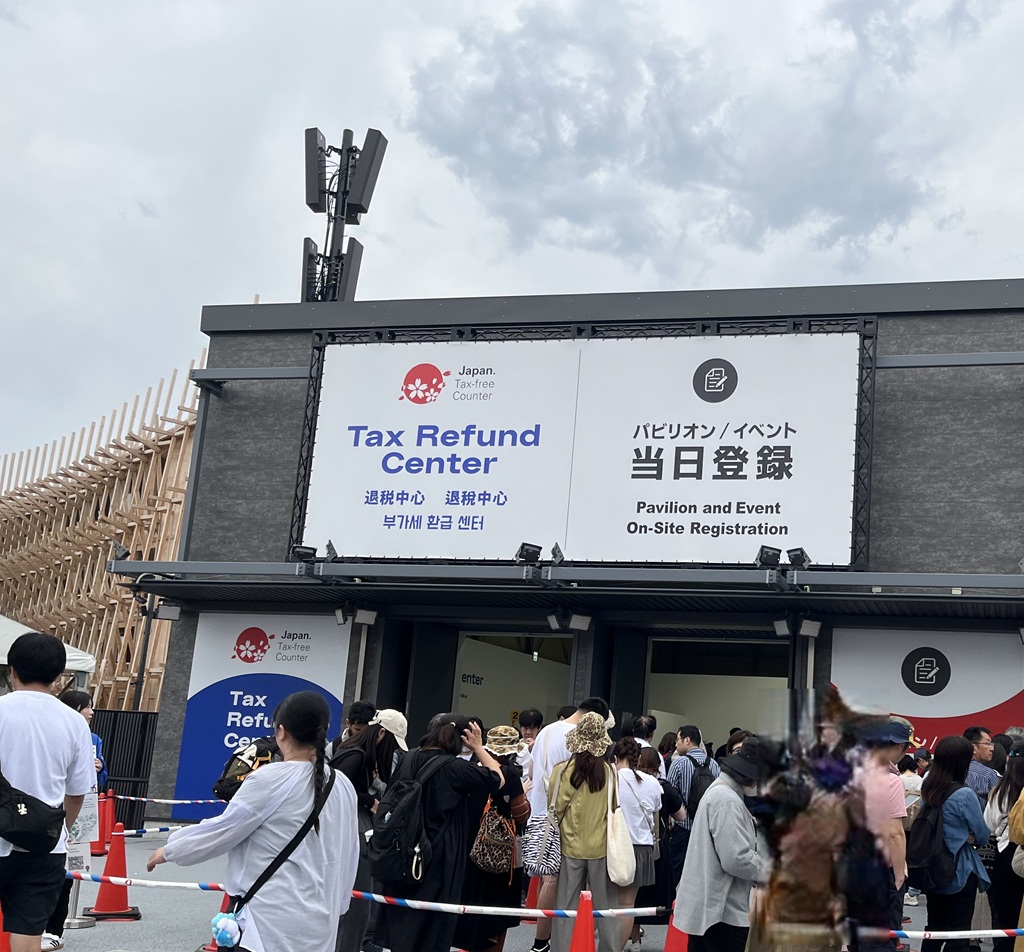 Japan.
Tax-free
Counter
Tax Refund
Center
退税中心 退稅中心
부가세 환급 센터
パビリオン/イベント
当日登録
Pavilion and Event
On-Site Registration
Japan.
Tax-free
Counter
Tax
Refu
Cen
enter